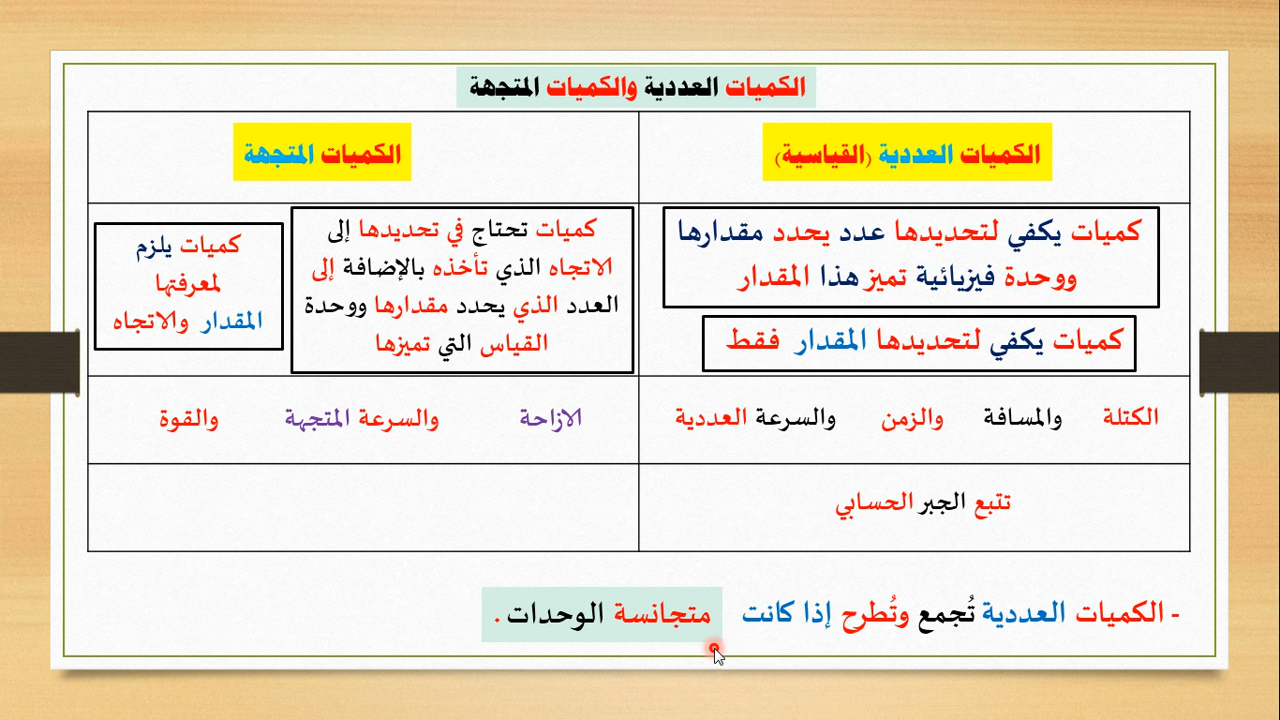 الكميات العددية والكميات المتجهة
الكميات العددية (القياسية)
الكميات المتجهة
كميات يكفي لتحديدها عدد يحدد مقدارها
ووحدة فيزيائية تميز هذا المقدار
كميات يكفي لتحديدها المقدار فقط
كميات تحتاج في تحديدها إلى
الاتجاه الذي تأخذه بالإضافة إلى
العدد الذي يحدد مقدارها ووحدة
القياس التي تميزها
كميات يلزم
لمعرفتها
المقدار والاتجاه
الكتلة والمسافة والزمن والسرعة العددية
الازاحة والسرعة المتجهة والقوة
تتبع الجبر الحسابي
- الكميات العددية تُجمع وتُطرح إذا كانت متجانسة الوحدات .